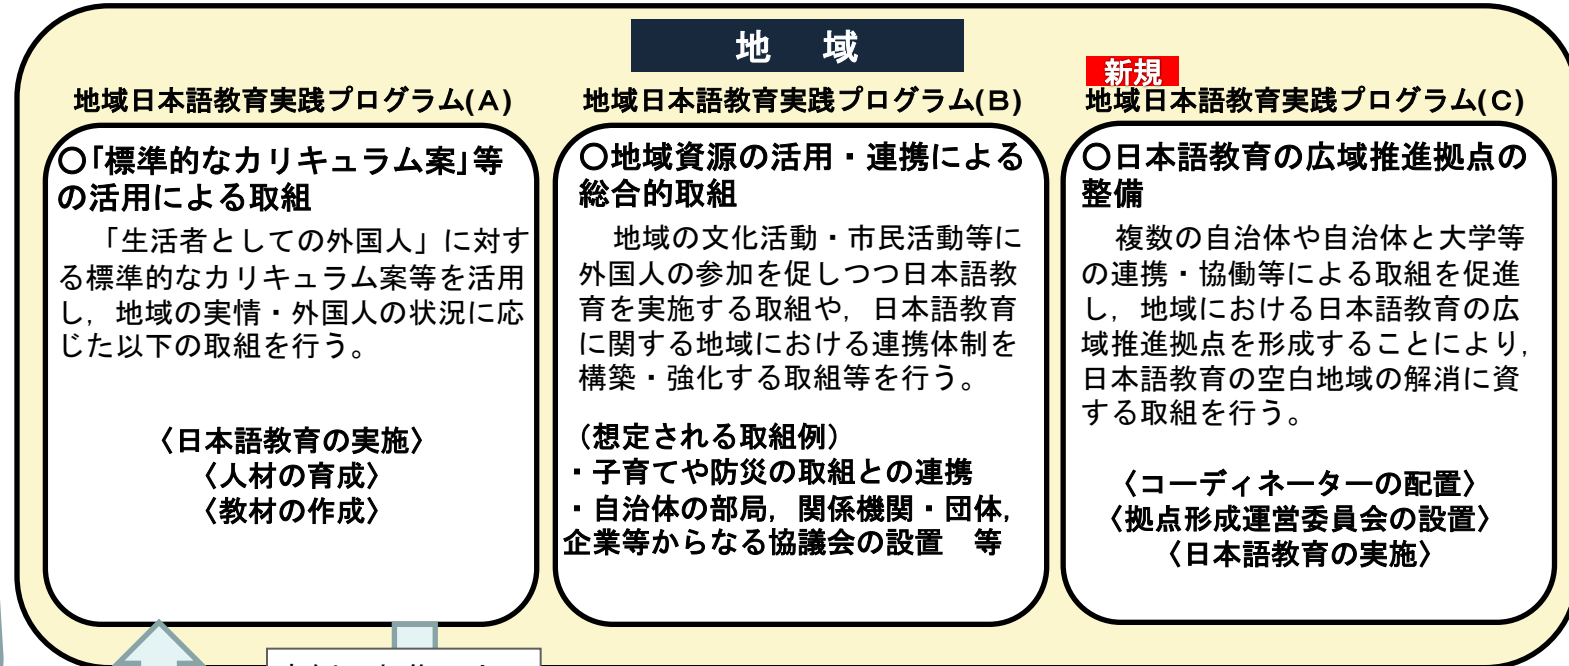 地　域
地域日本語教育実践プログラム(Ａ)
○「標準的なカリキュラム案」等
の活用による取組
「生活者としての外国人」に対す
る標準的なカリキュラム案等を活用
し，地域の実情・外国人の状況に応
じた以下の取組を行う。
〈日本語教育の実施〉
〈人材の育成〉
〈教材の作成〉
地域日本語教育実践プログラム(Ｂ)
○地域資源の活用・連携による
総合的取組
地域の文化活動・市民活動等に
外国人の参加を促しつつ日本語教
育を実施する取組や，日本語教育
に関する地域における連携体制を
構築・強化する取組等を行う。
（想定される取組例）
・子育てや防災の取組との連携
・自治体の部局，関係機関・団体，
企業等からなる協議会の設置　等
新規
地域日本語教育実践プログラム(Ｃ)
○日本語教育の広域推進拠点の
整備
複数の自治体や自治体と大学等
の連携・協働等による取組を促進
し，地域における日本語教育の広
域推進拠点を形成することにより，
日本語教育の空白地域の解消に資
する取組を行う。
〈コーディネーターの配置〉
〈拠点形成運営委員会の設置〉
〈日本語教育の実施〉